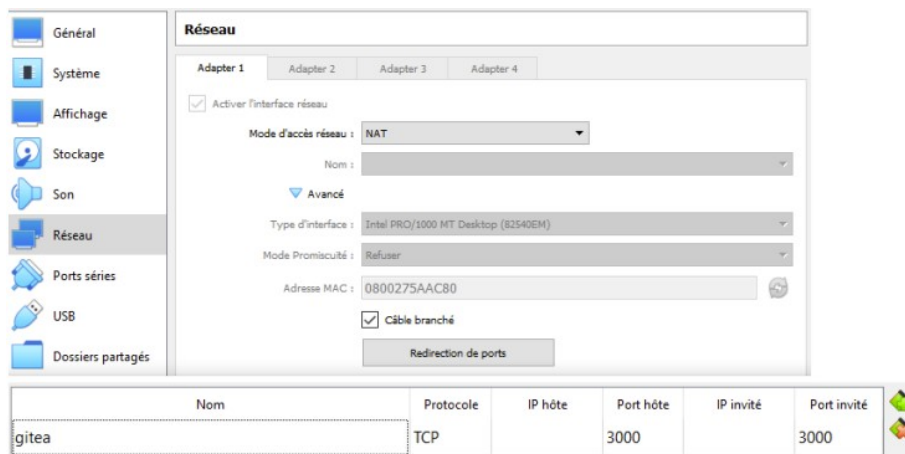 Général
Système
Affichage
Stockage
Son
Réseau
Ports séries
USB
Dossiers partagés
Réseau
Adapter 1 Adapter 2 Adapter 3 Adapter 4
Activer l'interface réseau
Mode d'accès réseau : NAT
Nom :
Avancé
Type d'interface : Intel PRO/1000 MT Desktop (82540EM)
Mode Promiscuité : Refuser
Adresse MAC : 0800275AAC80
Câble branché
Redirection de ports
Nom Protocole IP hôte Port hôte IP invité Port invité
gitea TCP 3000 3000